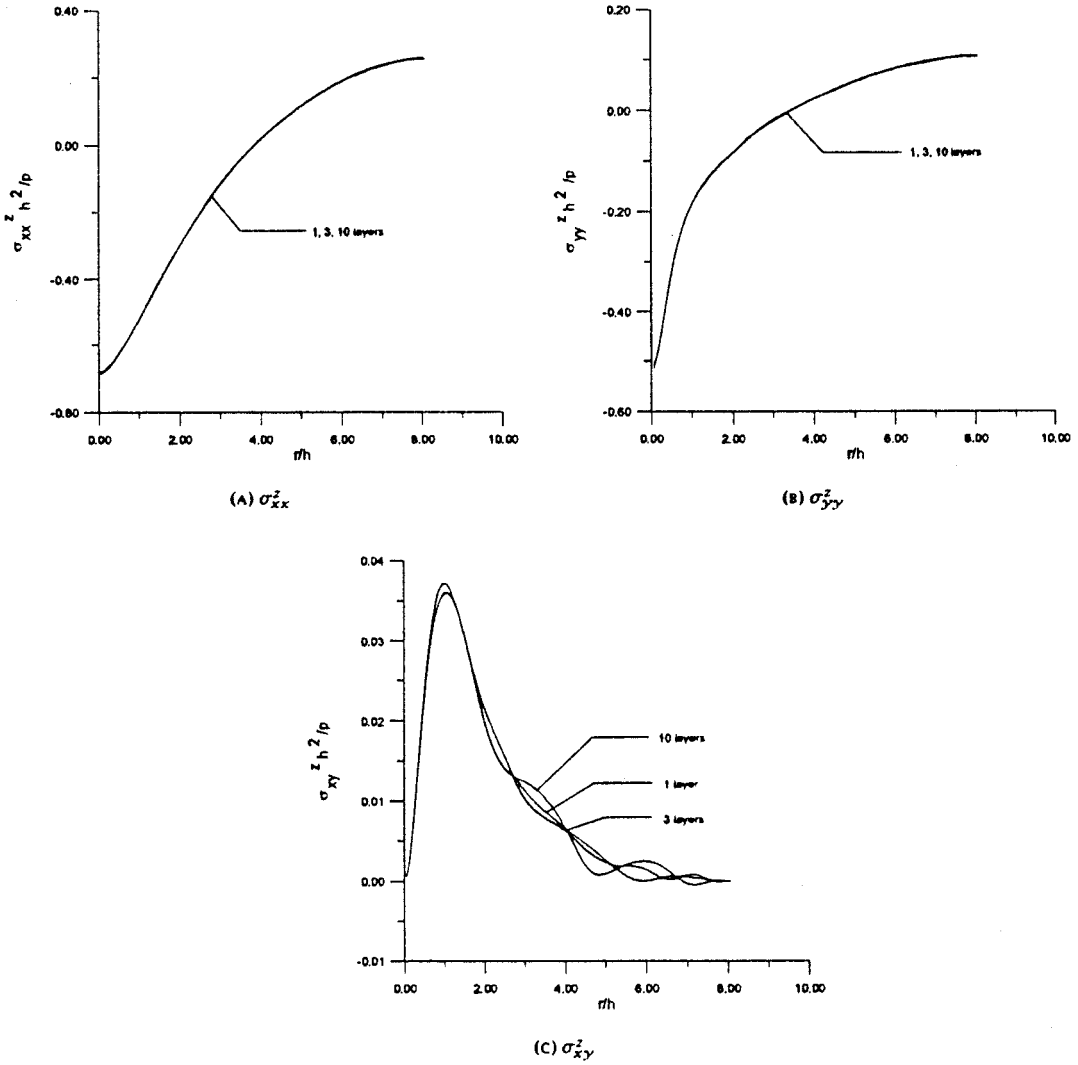 0.40
0.00
-0.40
-0.80
σxx z h 2 /p
1, 3, 10 layers
0.00 2.00 4.00 6.00 8.00 10.00
r/h
(A) σ^z_xx
0.20
0.00
-0.20
-0.40
-0.60
σyy z h 2 /p
1, 3, 10 layers
0.00 2.00 4.00 6.00 8.00 10.00
r/h
(B) σ^z_yy
0.04
0.03
0.02
0.01
0.00
-0.01
σxy z h 2 /p
10 layers
1 layer
3 layers
0.00 2.00 4.00 6.00 8.00 10.00
r/h
(C) σ^z_xy